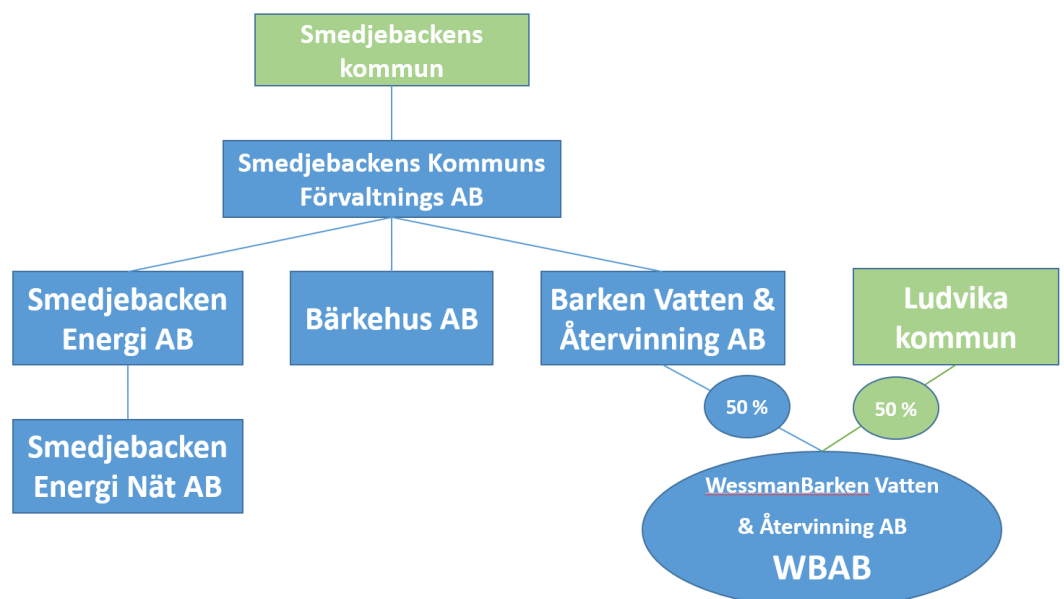 Smedjebackens
kommun
Smedjebackens Kommuns
Förvaltnings AB
Smedjebacken
Energi AB
Bärkehus AB
Barken Vatten &
Återvinning AB
Ludvika
kommun
50 %
50 %
Smedjebacken
Energi Nät AB
WessmanBarken Vatten
& Återvinning AB
WBAB